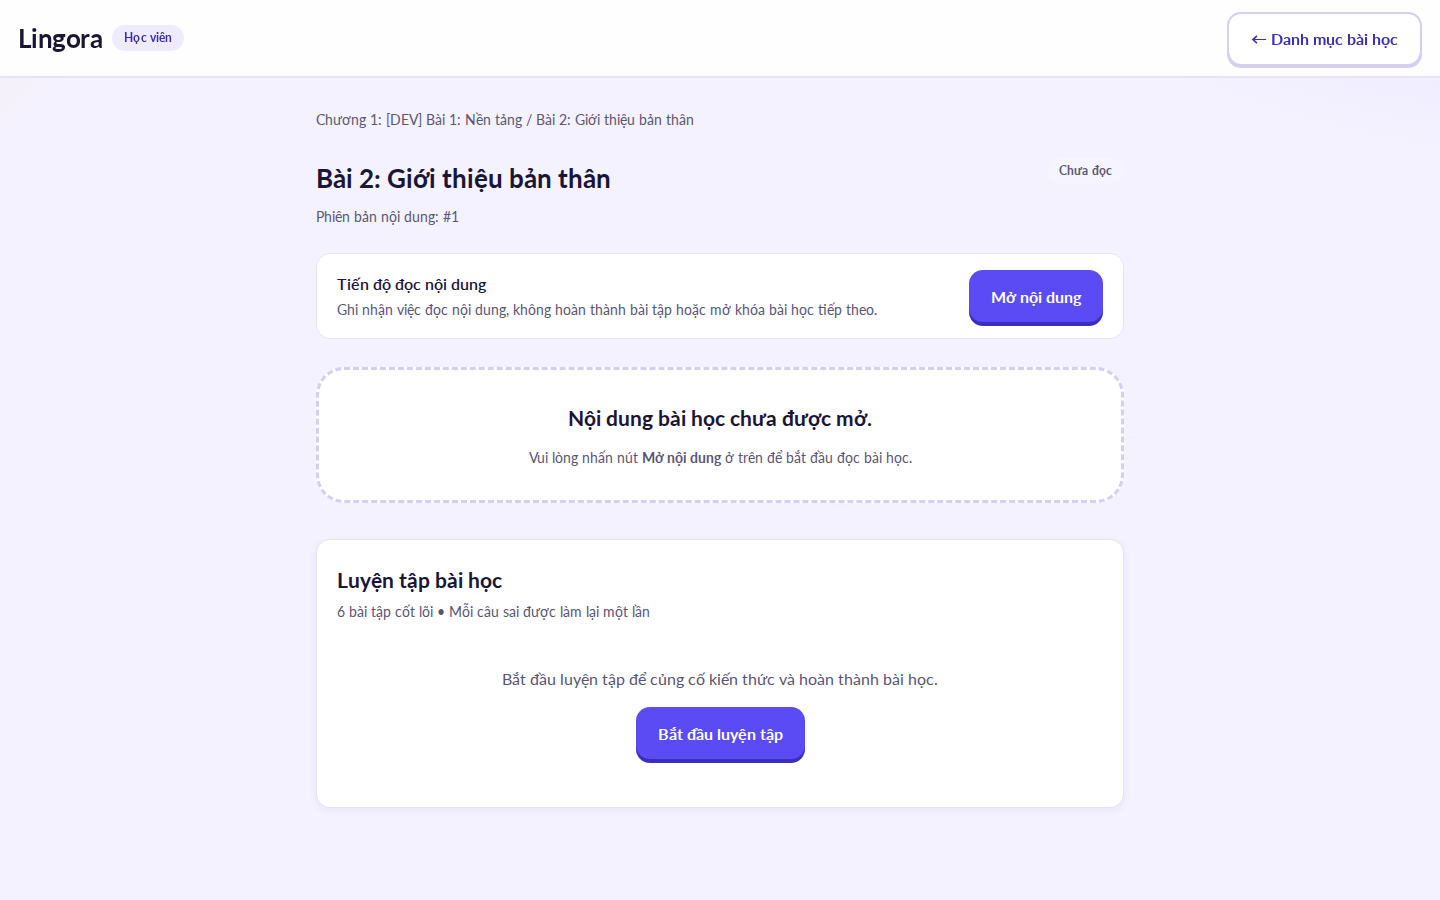 Lingora
Học viên
← Danh mục bài học
Chương 1: [DEV] Bài 1: Nền tảng / Bài 2: Giới thiệu bản thân
Bài 2: Giới thiệu bản thân
Chưa đọc
Phiên bản nội dung: #1
Tiến độ đọc nội dung
Ghi nhận việc đọc nội dung, không hoàn thành bài tập hoặc mở khóa bài học tiếp theo.
Mở nội dung
Nội dung bài học chưa được mở.
Vui lòng nhấn nút Mở nội dung ở trên để bắt đầu đọc bài học.
Luyện tập bài học
6 bài tập cốt lõi • Mỗi câu sai được làm lại một lần
Bắt đầu luyện tập để củng cố kiến thức và hoàn thành bài học.
Bắt đầu luyện tập